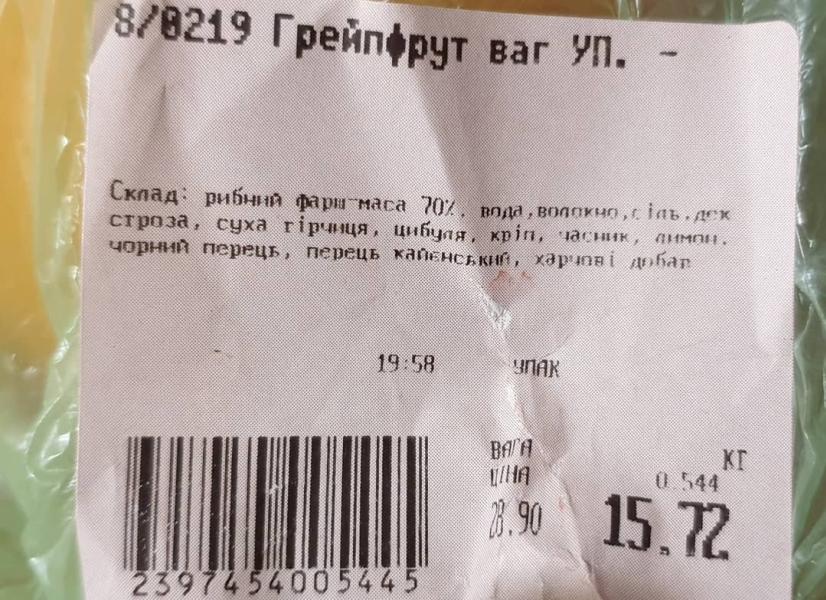 8/0219 Грейпфрут ваг УП. -
Склад: рибний фарш-маса 70%, вода,волокно,сіль,дек
строза, суха гірчиця, цибуля, кріп, часник, лимон,
чорний перець, перець кайенський, харчові добав
19:58 УПАК
ВАГА КГ
ЦІНА 0.544
28.90 15.72
2397454005445